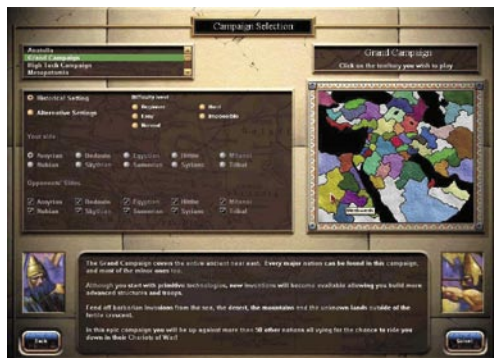 Campaign Selection
Anatolia
Grand Campaign
High Tech Campaign
Mesopotamia
Grand Campaign
Click on the territory you wish to play
Historical Setting
Alternative Settings
Difficulty level
Beginner
Easy
Normal
Hard
Impossible
Your side
Assyrian
Bedouin
Egyptian
Hittite
Mitanni
Nubian
Skythian
Sumerian
Syrians
Tribal
Opponents' Sides
Assyrian
Bedouin
Egyptian
Hittite
Mitanni
Nubian
Skythian
Sumerian
Syrians
Tribal
The Grand Campaign covers the entire ancient near east. Every major nation can be found in this campaign,
and most of the minor ones too.
Although you start with primitive technologies, new inventions will become available allowing you build more
advanced structures and troops.
Fend off barbarian invasions from the sea, the desert, the mountains and the unknown lands outside of the
fertile crescent.
In this epic campaign you will be up against more than 50 other nations all vying for the chance to ride you
down in their Chariots of War!
Back